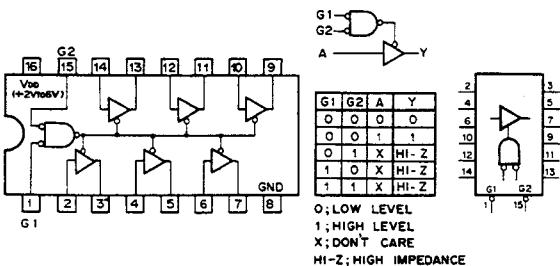 G2
16 15 14 13 12 11 10 9
VDD
(+2V to 6V)
GND
1 2 3 4 5 6 7 8
G1
G1
G2
A Y
G1 G2 A Y
0 0 0 0
0 0 1 1
0 1 X HI-Z
1 0 X HI-Z
1 1 X HI-Z
0; LOW LEVEL
1; HIGH LEVEL
X; DON'T CARE
HI-Z; HIGH IMPEDANCE
2 3
4 5
6 7
10 9
12 11
14 13
G1 G2
1 15